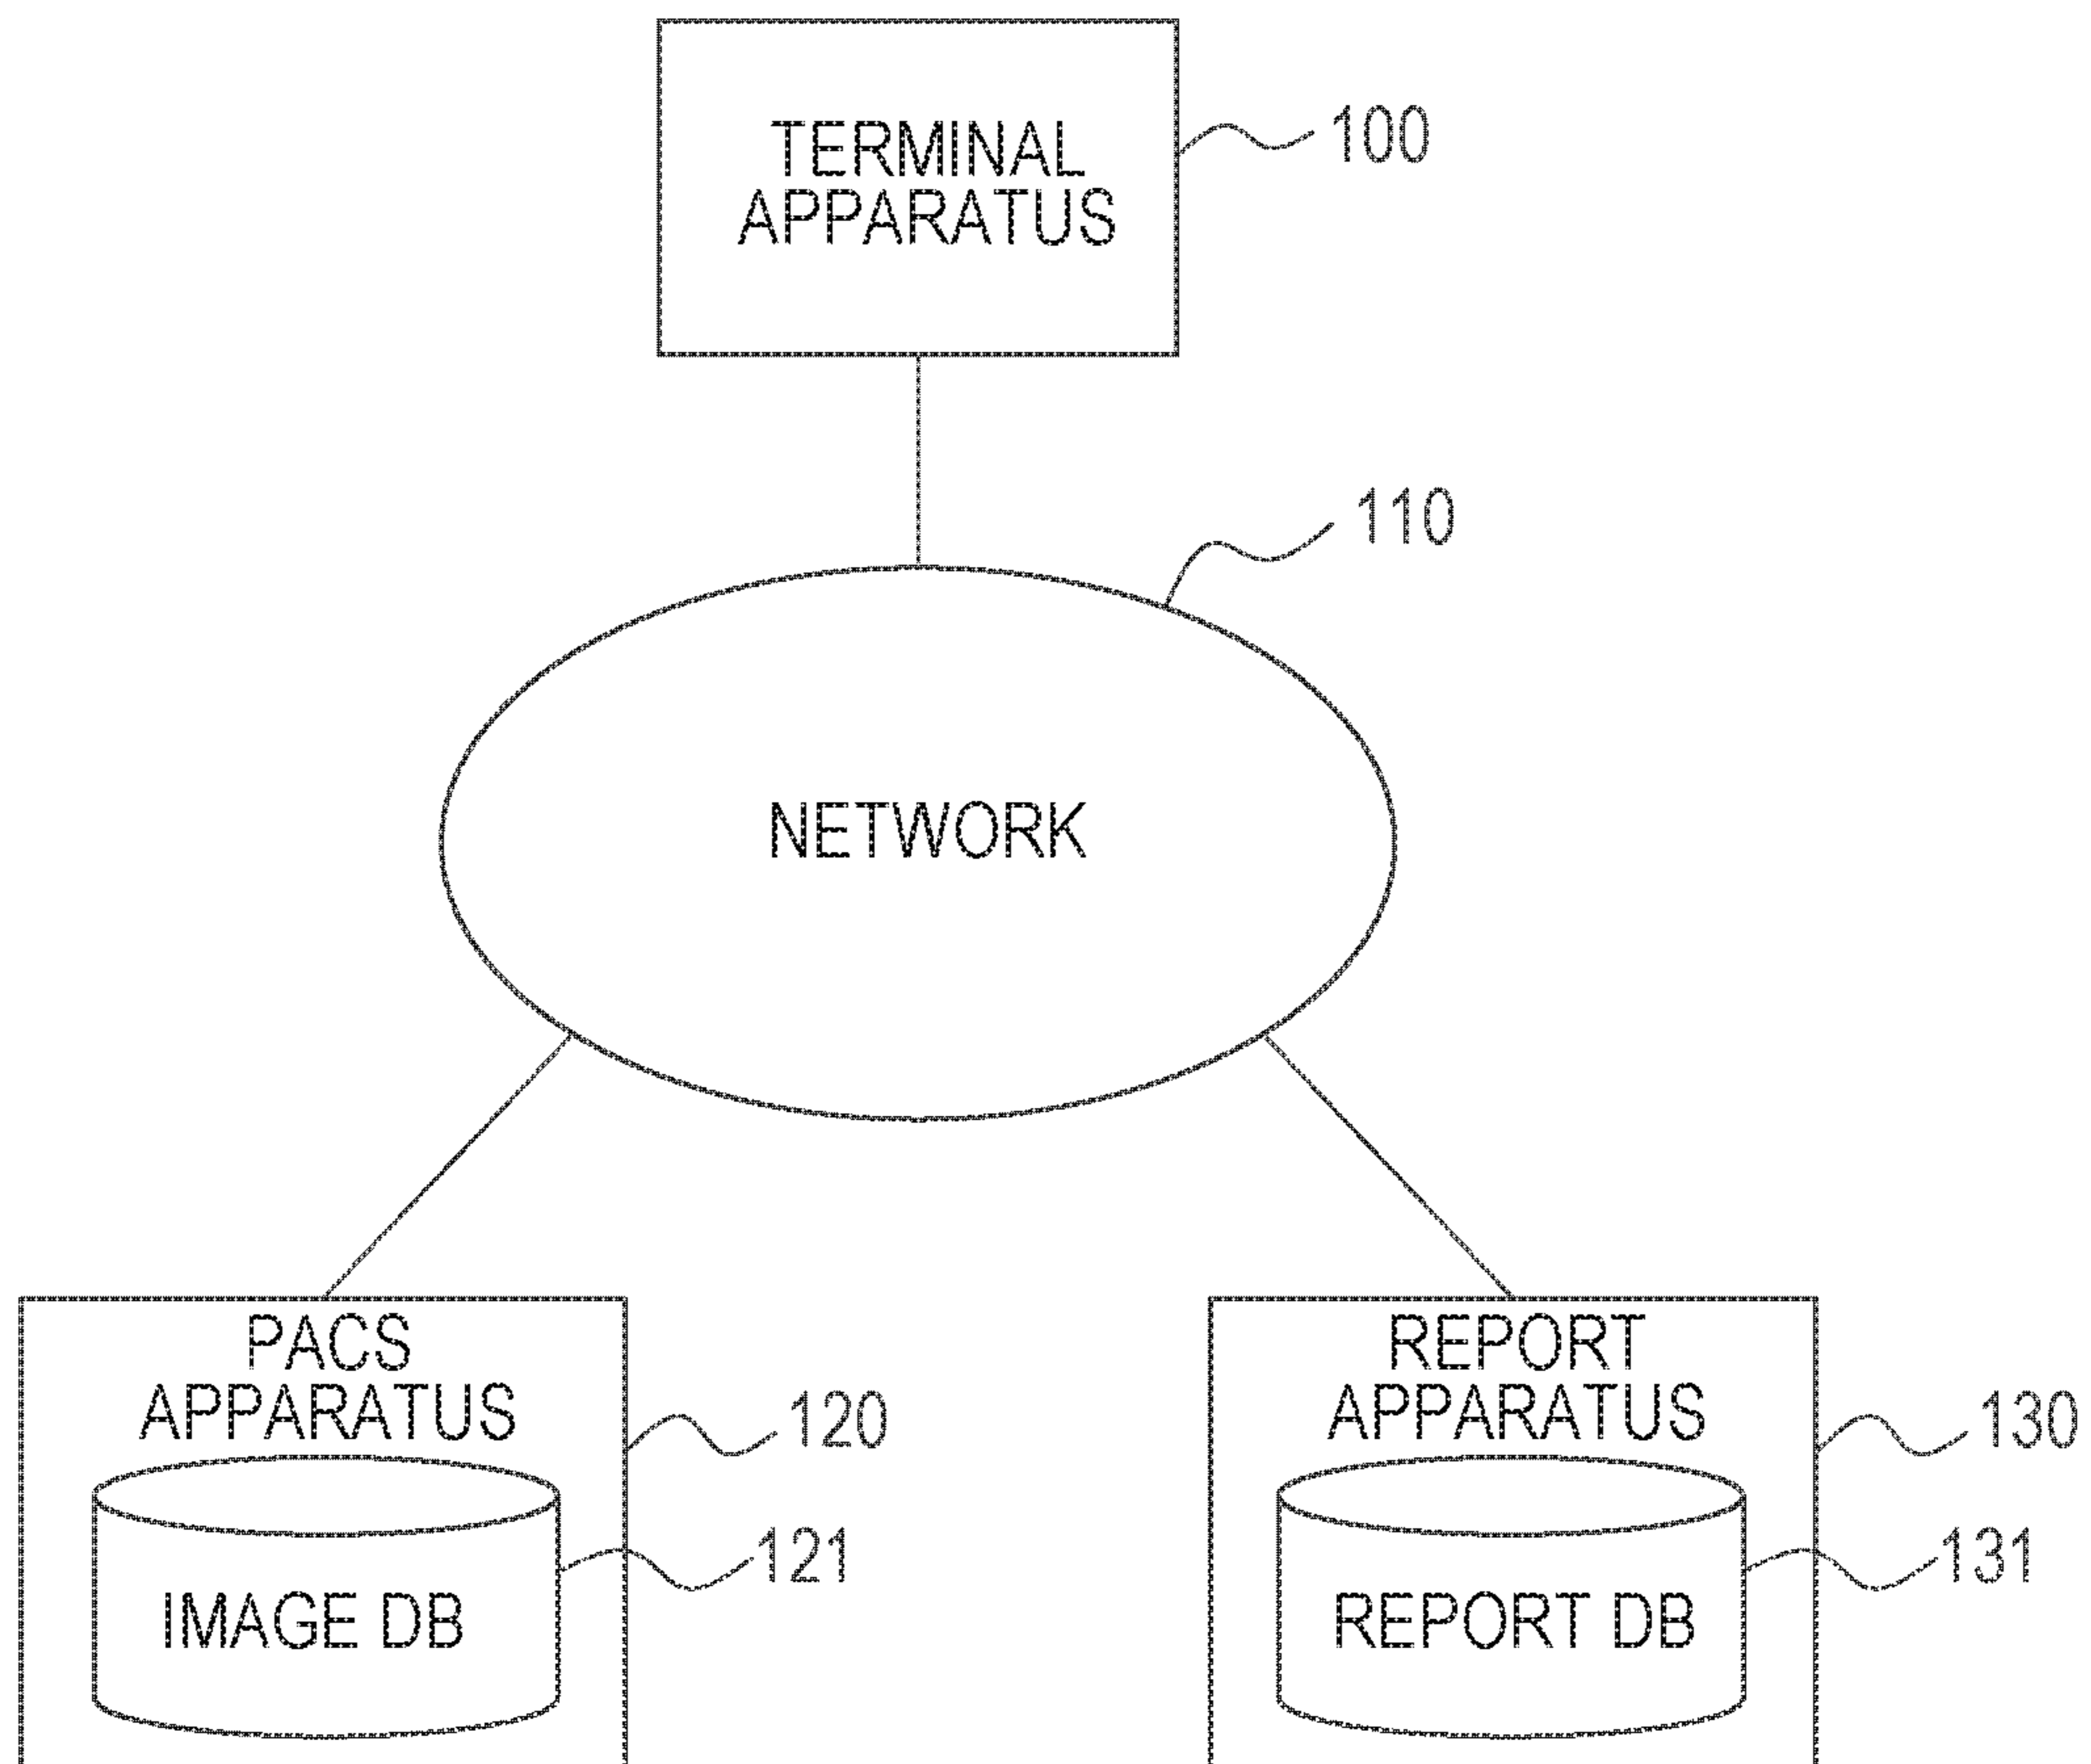 TERMINAL
APPARATUS
100
110
NETWORK
PACS
APPARATUS
120
IMAGE DB
121
REPORT
APPARATUS
130
REPORT DB
131